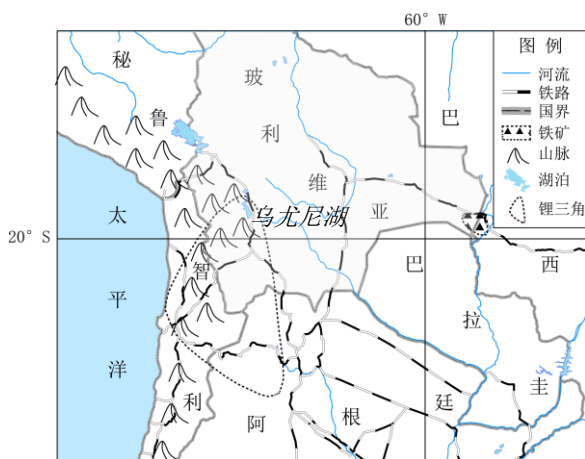 60° W
图 例
河流
铁路
国界
铁矿
山脉
湖泊
锂三角
秘
鲁
玻
利
维
亚
巴
乌尤尼湖
太
平
洋
20° S
智
利
巴
拉
圭
西
阿
根
廷